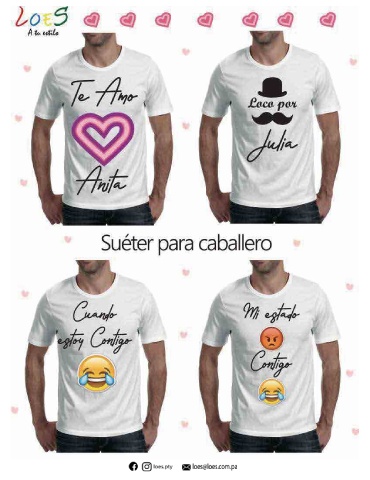 LOES
A tu estilo
Te Amo
Anita
Loco por
Julia
Suéter para caballero
Cuando
estoy Contigo
Mi estado
Contigo
loes.pty
loes@loes.com.pa